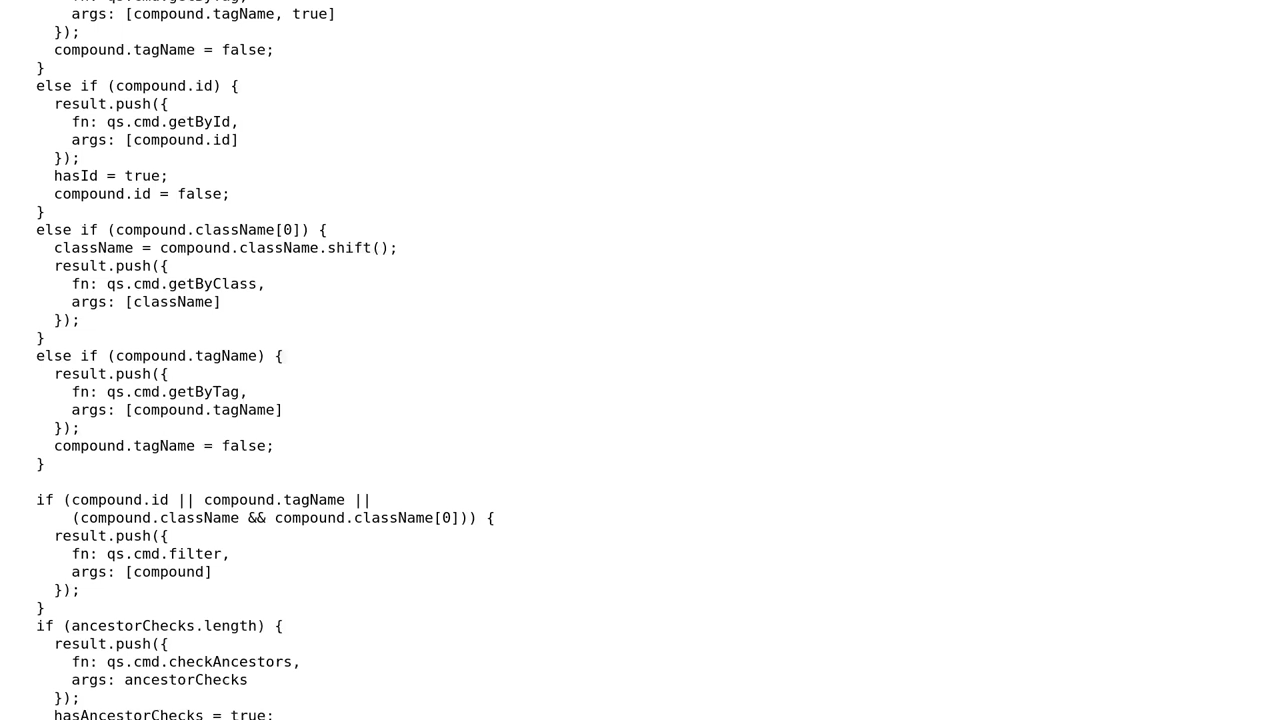 fn: qs.cmd.getByTag,
args: [compound.tagName, true]
});
compound.tagName = false;
}
else if (compound.id) {
result.push({
fn: qs.cmd.getById,
args: [compound.id]
});
hasId = true;
compound.id = false;
}
else if (compound.className[0]) {
className = compound.className.shift();
result.push({
fn: qs.cmd.getByClass,
args: [className]
});
}
else if (compound.tagName) {
result.push({
fn: qs.cmd.getByTag,
args: [compound.tagName]
});
compound.tagName = false;
}
if (compound.id || compound.tagName ||
(compound.className && compound.className[0])) {
result.push({
fn: qs.cmd.filter,
args: [compound]
});
}
if (ancestorChecks.length) {
result.push({
fn: qs.cmd.checkAncestors,
args: ancestorChecks
});
hasAncestorChecks = true;